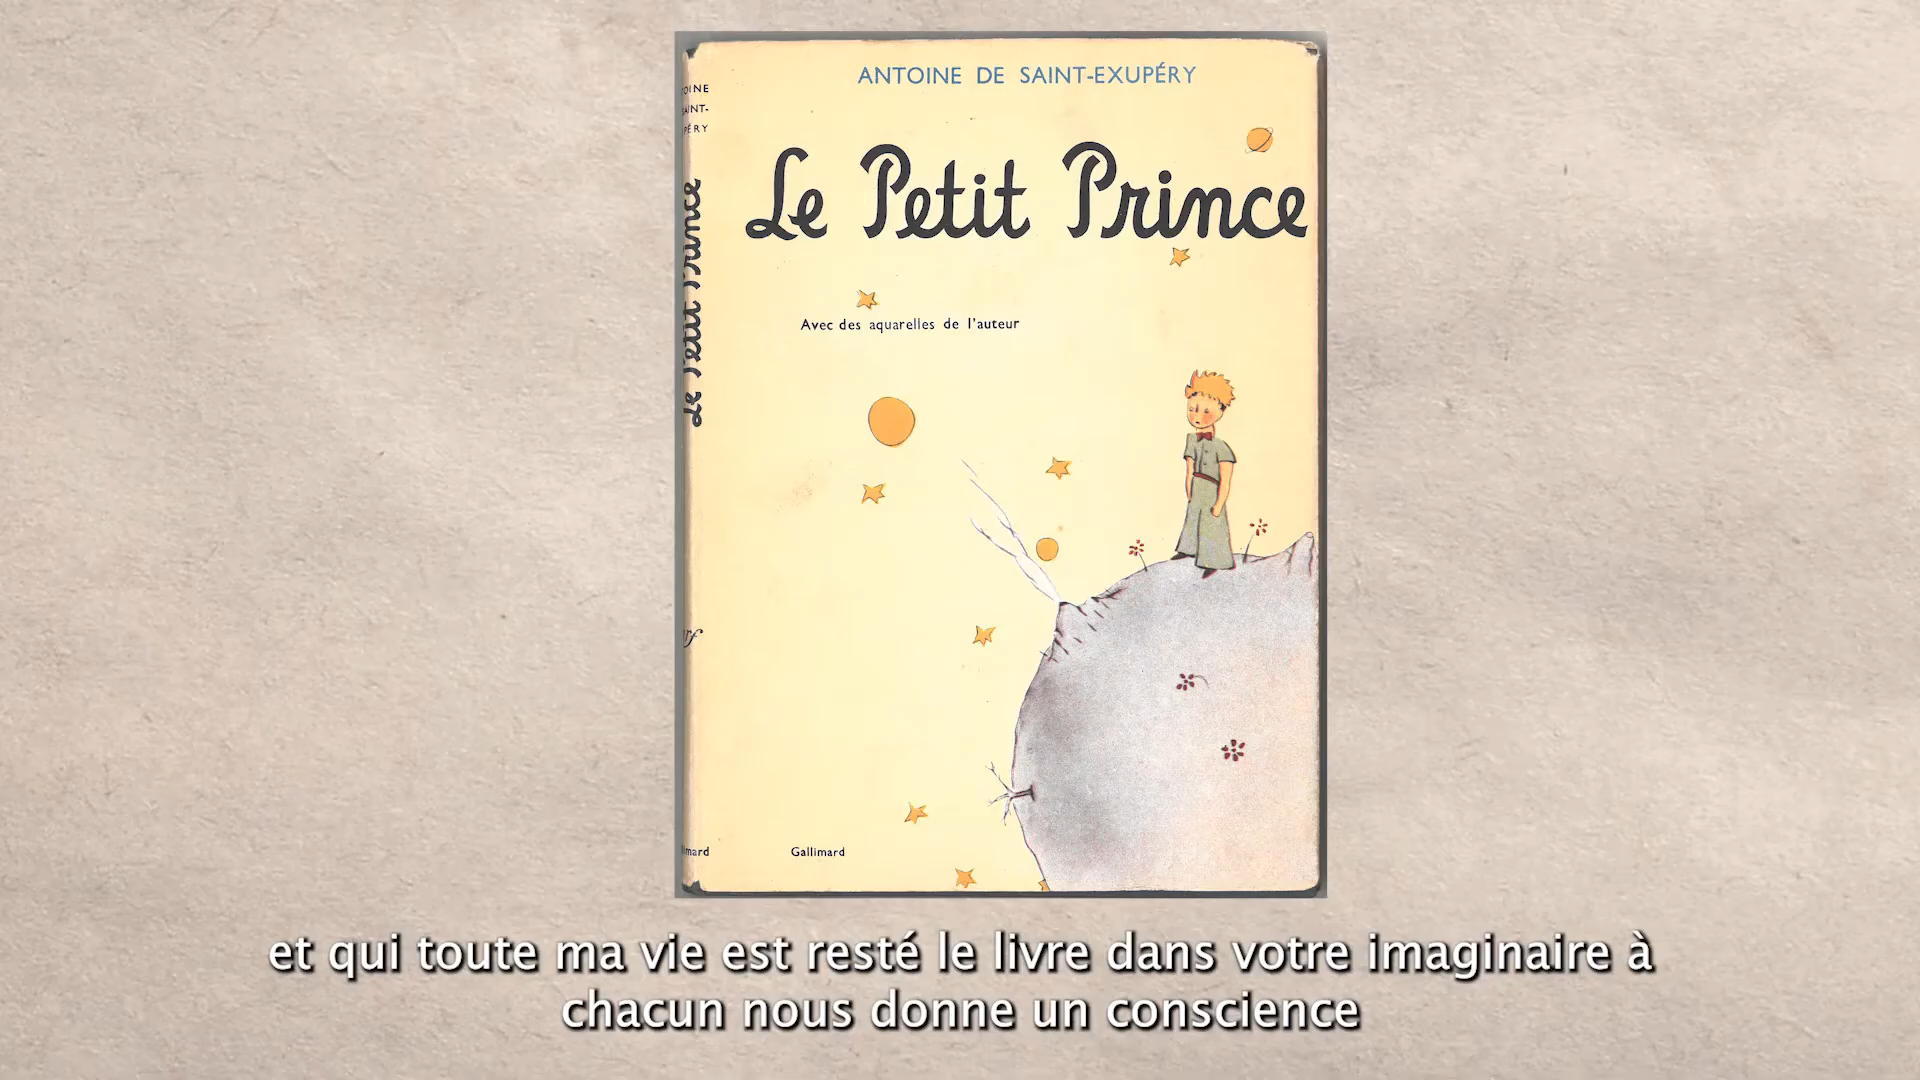 ANTOINE DE SAINT-EXUPÉRY
Le Petit Prince
Avec des aquarelles de l'auteur
Gallimard
Le Petit Prince
nrf
et qui toute ma vie est resté le livre dans votre imaginaire à
chacun nous donne un conscience